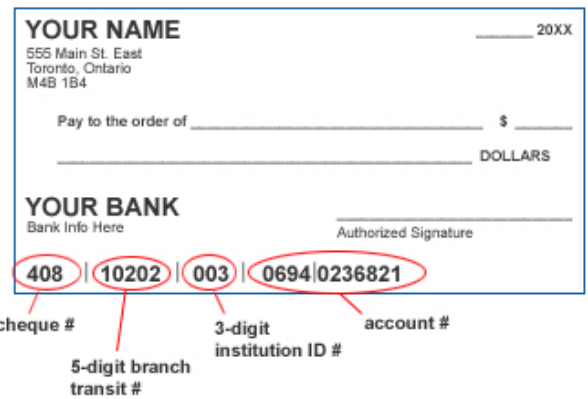 YOUR NAME 20XX
555 Main St. East
Toronto, Ontario
M4B 1B4
Pay to the order of $
DOLLARS
YOUR BANK
Bank Info Here
Authorized Signature
408 | 10202 | 003 | 0694|0236821
cheque #
5-digit branch
transit #
3-digit
institution ID #
account #